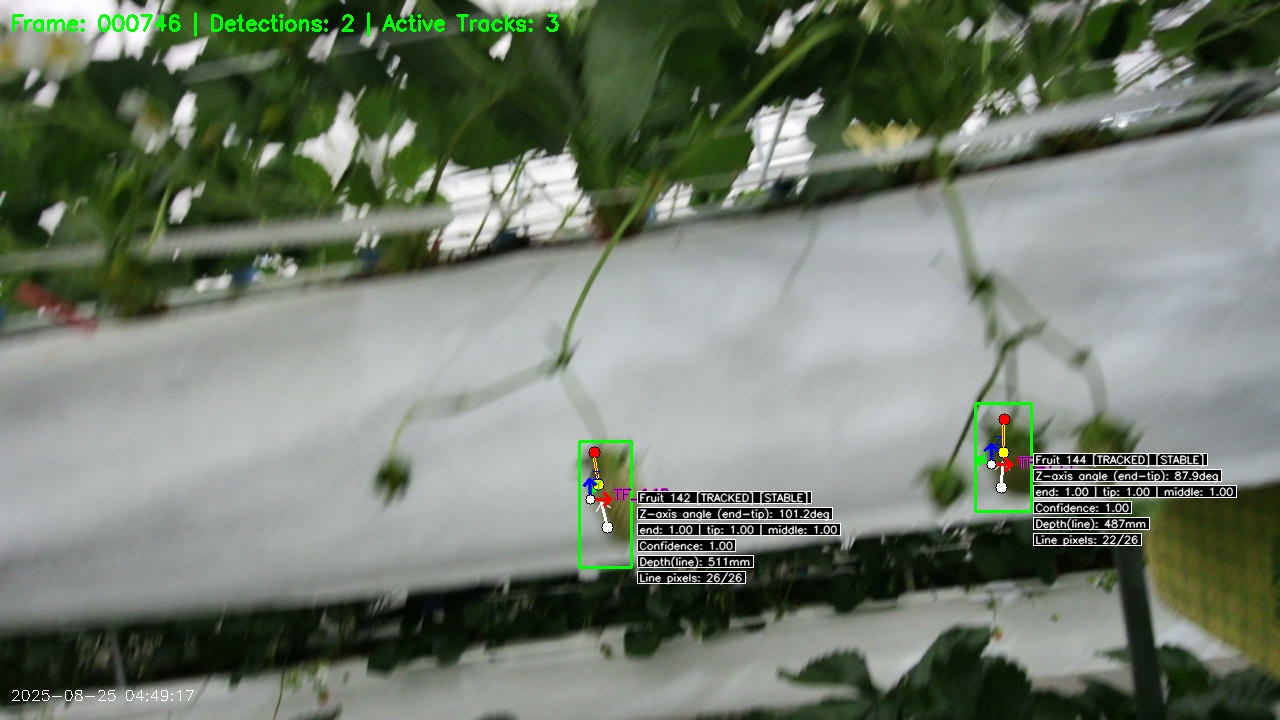 Frame: 000746 | Detections: 2 | Active Tracks: 3
Fruit 144 [TRACKED] [STABLE]
Z-axis angle (end-tip): 87.9deg
end: 1.00 | tip: 1.00 | middle: 1.00
Confidence: 1.00
Depth(line): 487mm
Line pixels: 22/26
Fruit 142 [TRACKED] [STABLE]
Z-axis angle (end-tip): 101.2deg
end: 1.00 | tip: 1.00 | middle: 1.00
Confidence: 1.00
Depth(line): 511mm
Line pixels: 26/26
2025-08-25 04:49:17